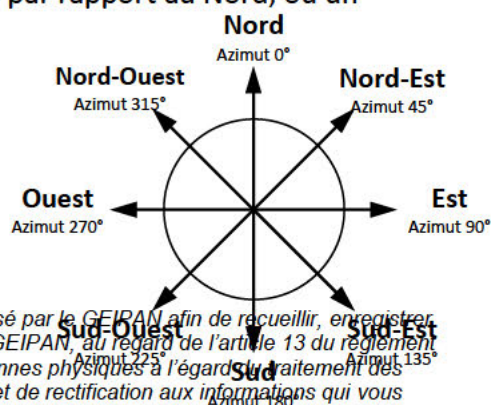 par rapport au Nord, ou un
Nord
Azimut 0°
Nord-Ouest
Azimut 315°
Nord-Est
Azimut 45°
Ouest
Azimut 270°
Est
Azimut 90°
sé par le GEIPAN afin de recueillir, enregistrer
Sud-Ouest
Sud-Est
GEIPAN, au regard de l'article 13 du règlement
Azimut 225°
Azimut 135°
nnes physiques à l'égard du traitement des
Sud
et de rectification aux informations qui vous
Azimut 180°